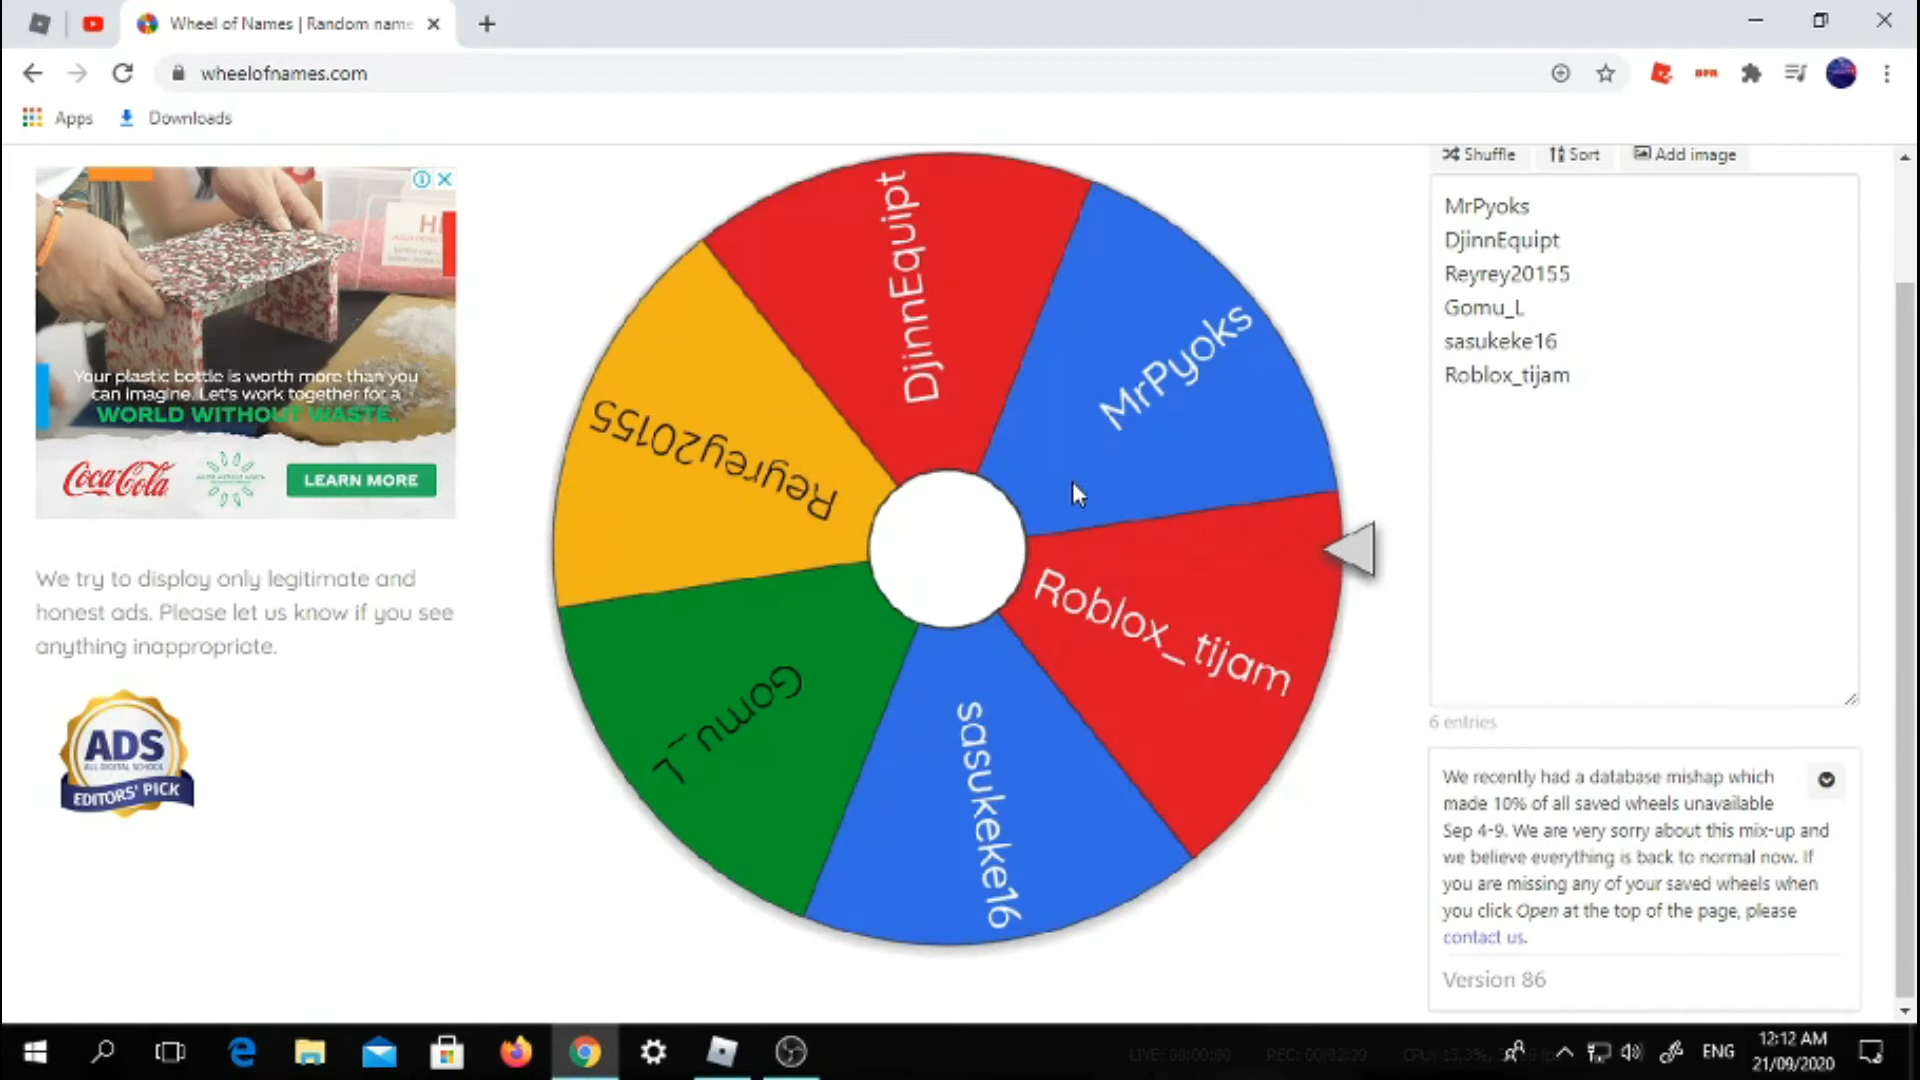 Wheel of Names | Random name
wheelofnames.com
Apps
Downloads
Shuffle
Sort
Add image
Your plastic bottle is worth more than you
can imagine. Let's work together for a
WORLD WITHOUT WASTE.
Coca-Cola
LEARN MORE
We try to display only legitimate and
honest ads. Please let us know if you see
anything inappropriate.
ADS
ALL DIGITAL SCHOOL
EDITORS' PICK
DjinnEquipt
MrPyoks
Reyrey20155
Roblox_tijam
Gomu_L
sasukeke16
MrPyoks
DjinnEquipt
Reyrey20155
Gomu_L
sasukeke16
Roblox_tijam
6 entries
We recently had a database mishap which
made 10% of all saved wheels unavailable
Sep 4-9. We are very sorry about this mix-up and
we believe everything is back to normal now. If
you are missing any of your saved wheels when
you click Open at the top of the page, please
contact us.
Version 86
LIVE: 00:00:00
ENG
12:12 AM
21/09/2020